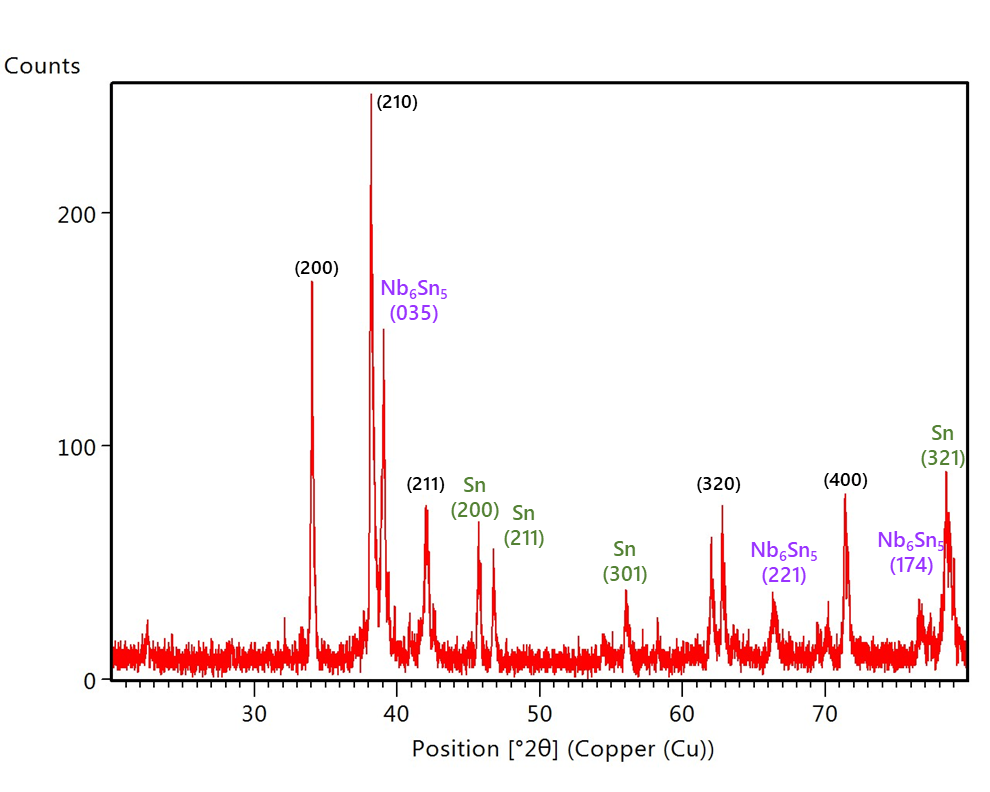 Counts
(210)
200
(200)
Nb₆Sn₅
(035)
100
(211)
Sn
(200)
Sn
(211)
Sn
(301)
(320)
Nb₆Sn₅
(221)
(400)
Nb₆Sn₅
(174)
Sn
(321)
0
30 40 50 60 70
Position [°2θ] (Copper (Cu))